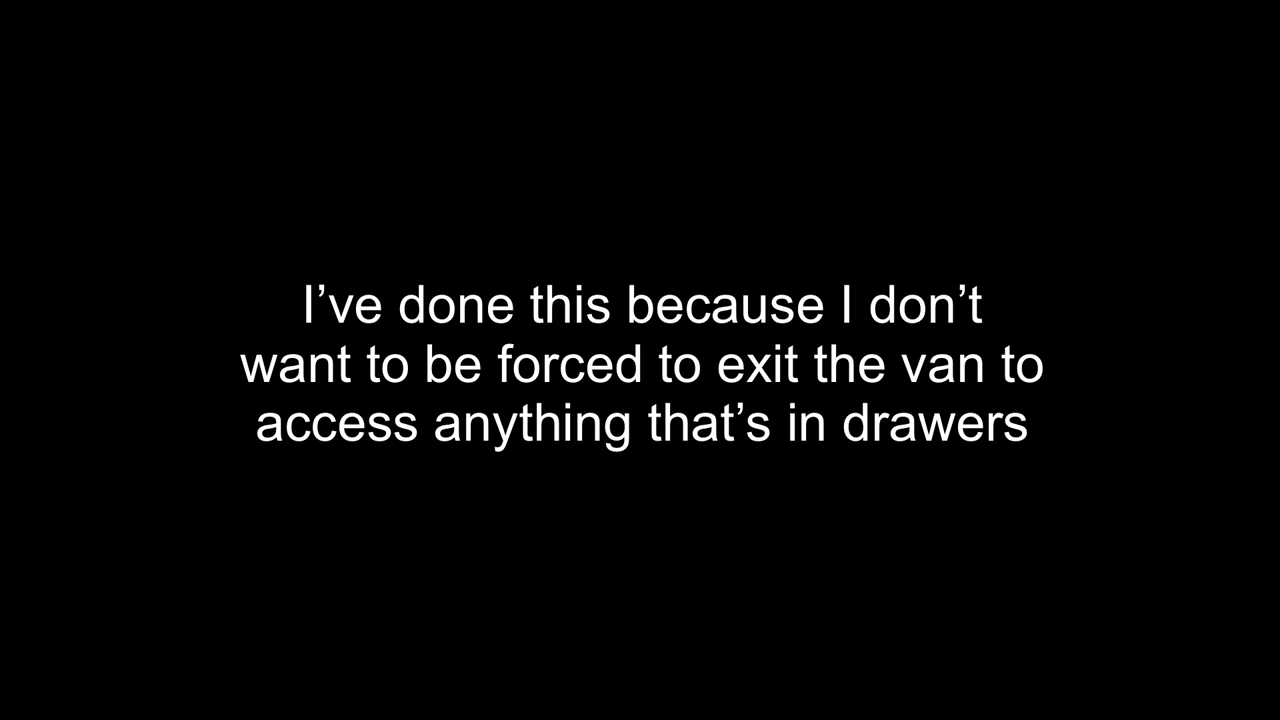 I’ve done this because I don’t
want to be forced to exit the van to
access anything that’s in drawers